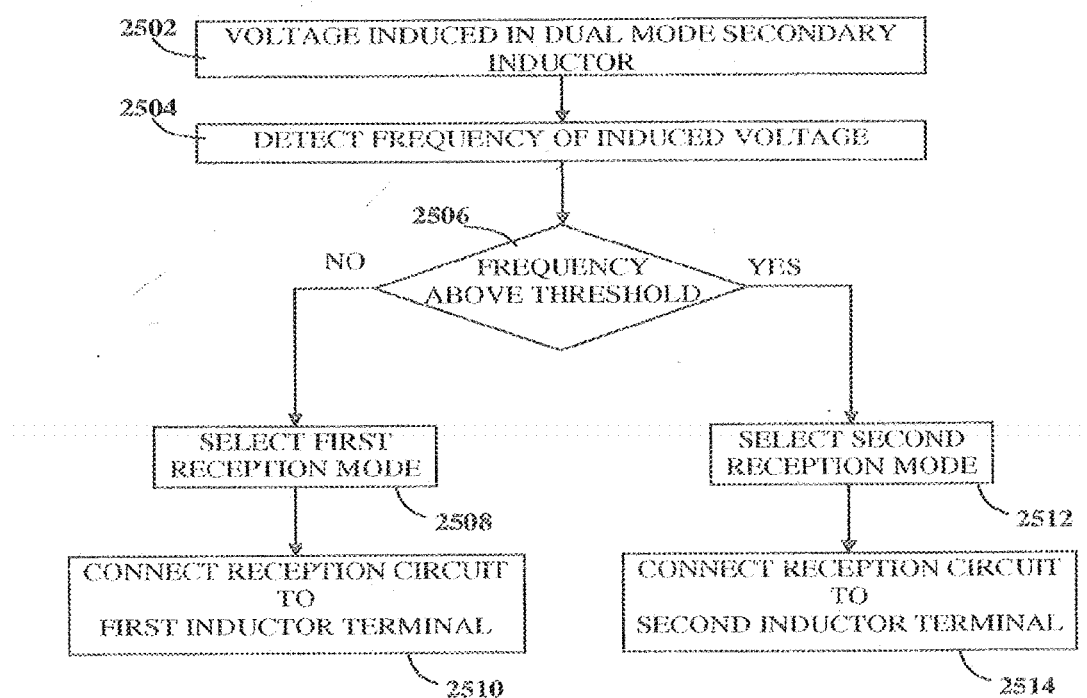 2502
VOLTAGE INDUCED IN DUAL MODE SECONDARY
INDUCTOR
2504
DETECT FREQUENCY OF INDUCED VOLTAGE
2506
NO
FREQUENCY
ABOVE THRESHOLD
YES
SELECT FIRST
RECEPTION MODE
2508
SELECT SECOND
RECEPTION MODE
2512
CONNECT RECEPTION CIRCUIT
TO
FIRST INDUCTOR TERMINAL
2510
CONNECT RECEPTION CIRCUIT
TO
SECOND INDUCTOR TERMINAL
2514